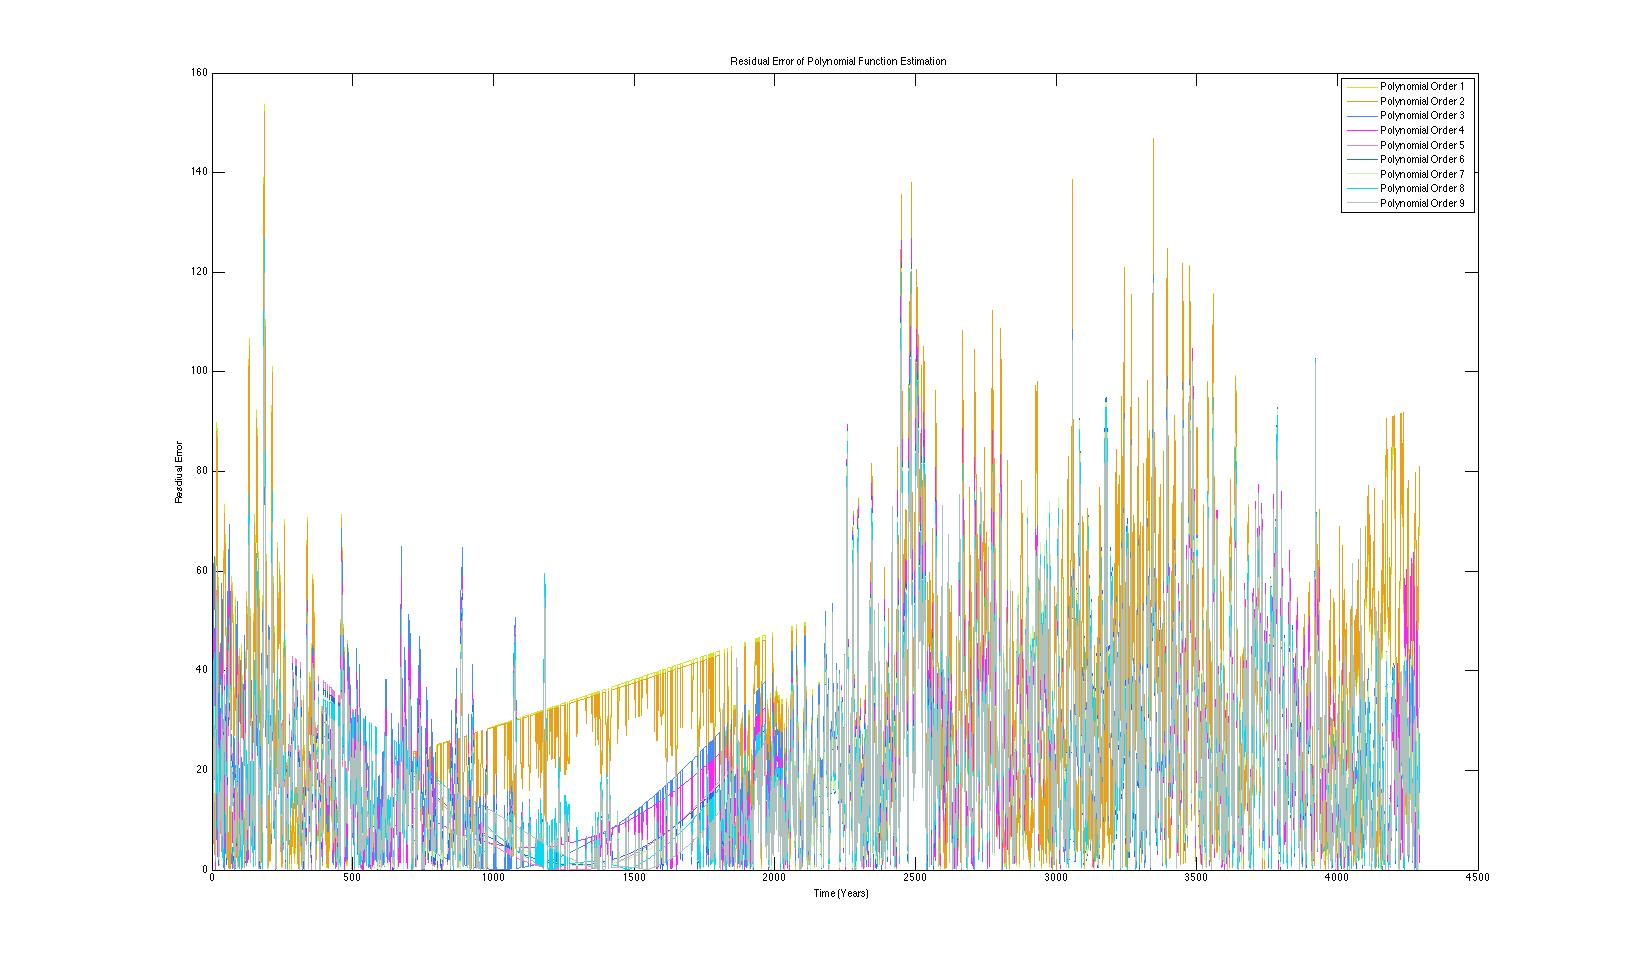 Residual Error of Polynomial Function Estimation
160
140
120
100
80
60
40
20
0
Resdiual Error
0 500 1000 1500 2000 2500 3000 3500 4000 4500
Time (Years)
Polynomial Order 1
Polynomial Order 2
Polynomial Order 3
Polynomial Order 4
Polynomial Order 5
Polynomial Order 6
Polynomial Order 7
Polynomial Order 8
Polynomial Order 9